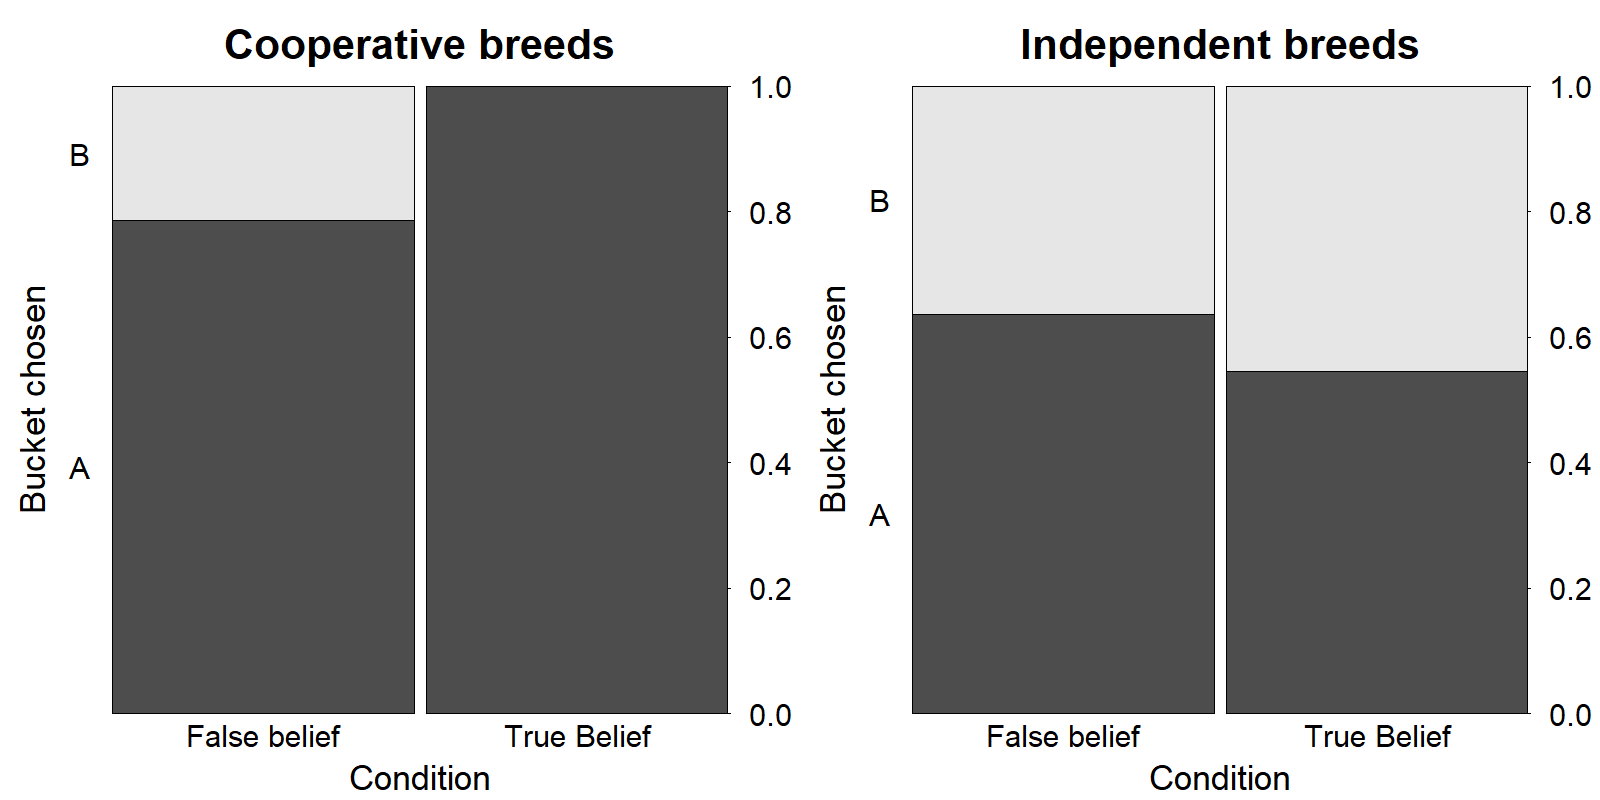 Cooperative breeds
Bucket chosen
B
A
1.0
0.8
0.6
0.4
0.2
0.0
False belief
True Belief
Condition
Independent breeds
Bucket chosen
B
A
1.0
0.8
0.6
0.4
0.2
0.0
False belief
True Belief
Condition